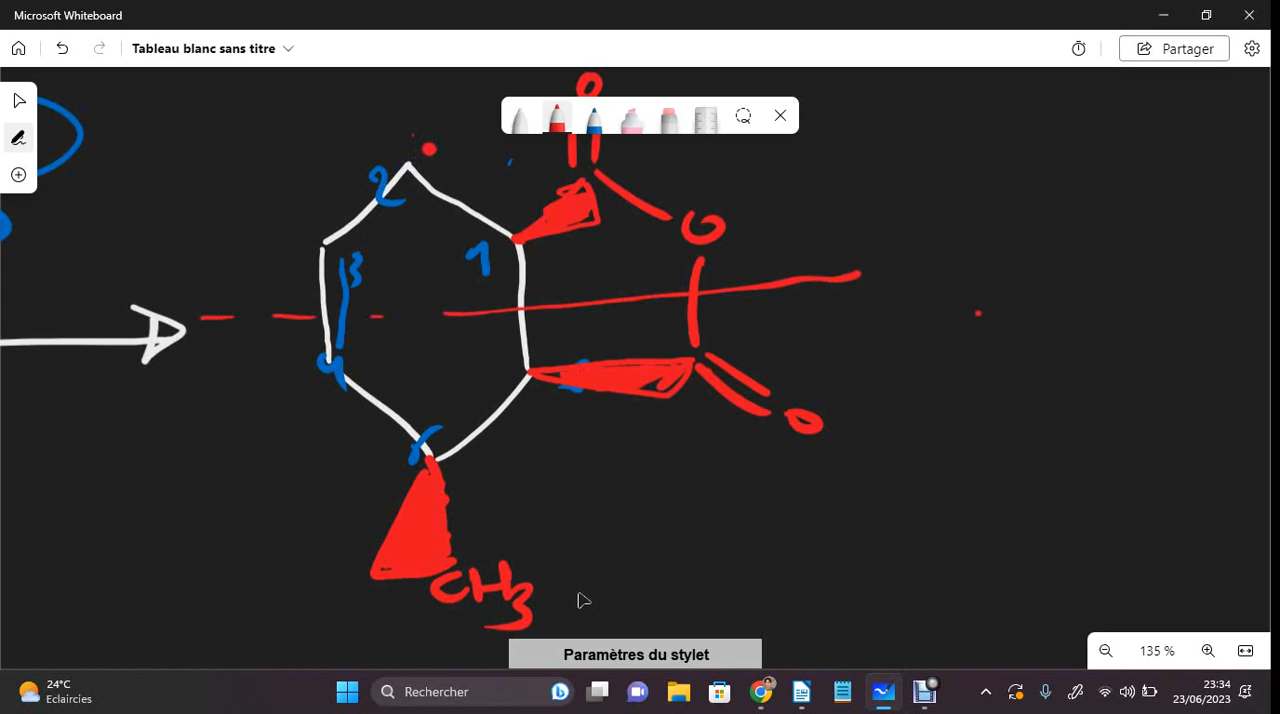 Microsoft Whiteboard
Tableau blanc sans titre
Partager
O
2
1
3
O
4
O
CH3
Paramètres du stylet
135 %
24°C
Eclaircies
Rechercher
23:34
23/06/2023